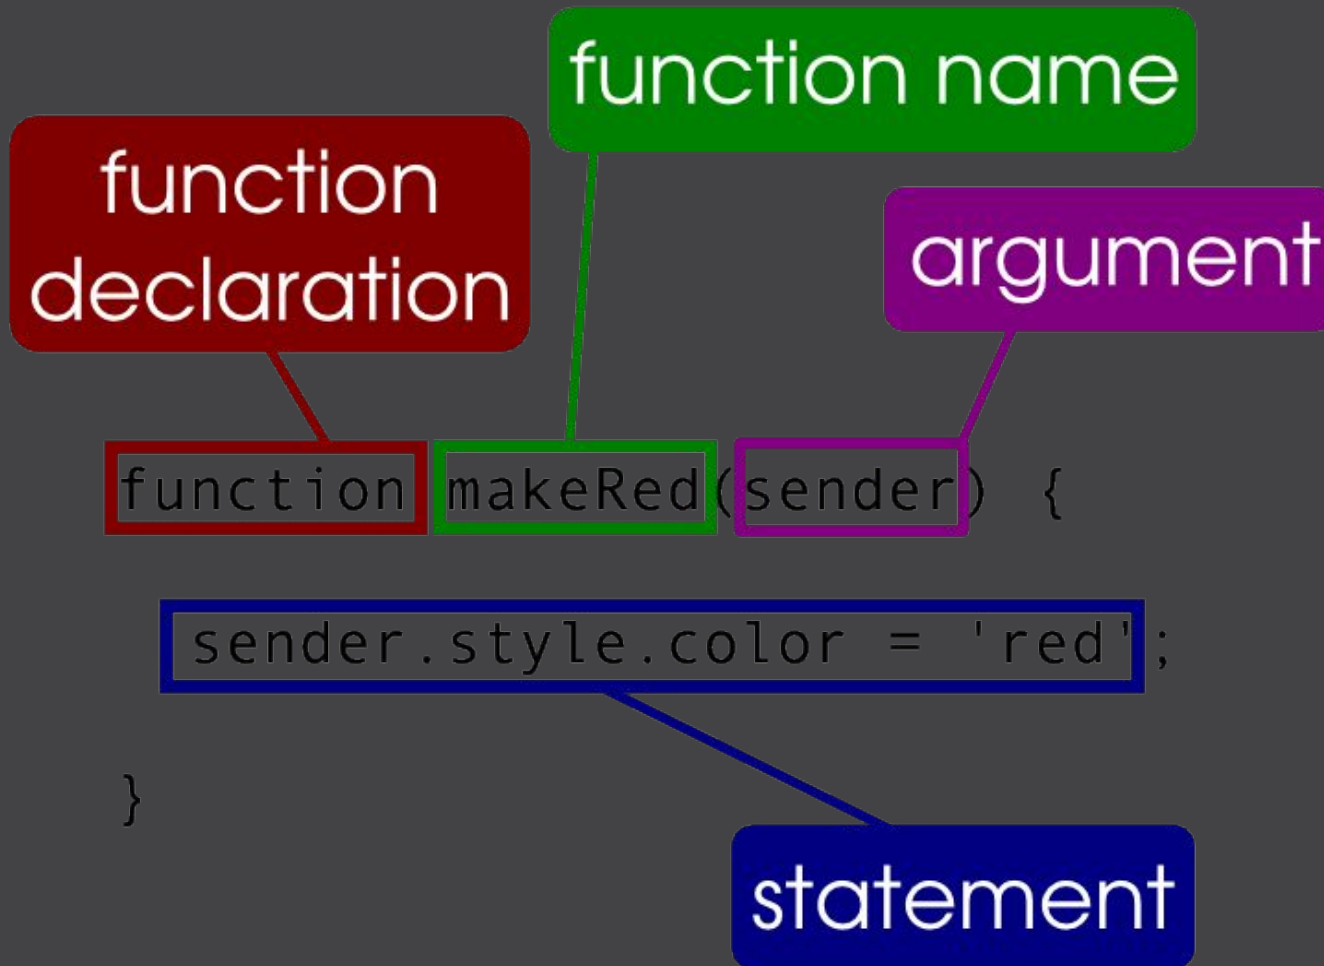 function name
function
declaration
argument
function makeRed(sender) {
sender.style.color = 'red';
}
statement